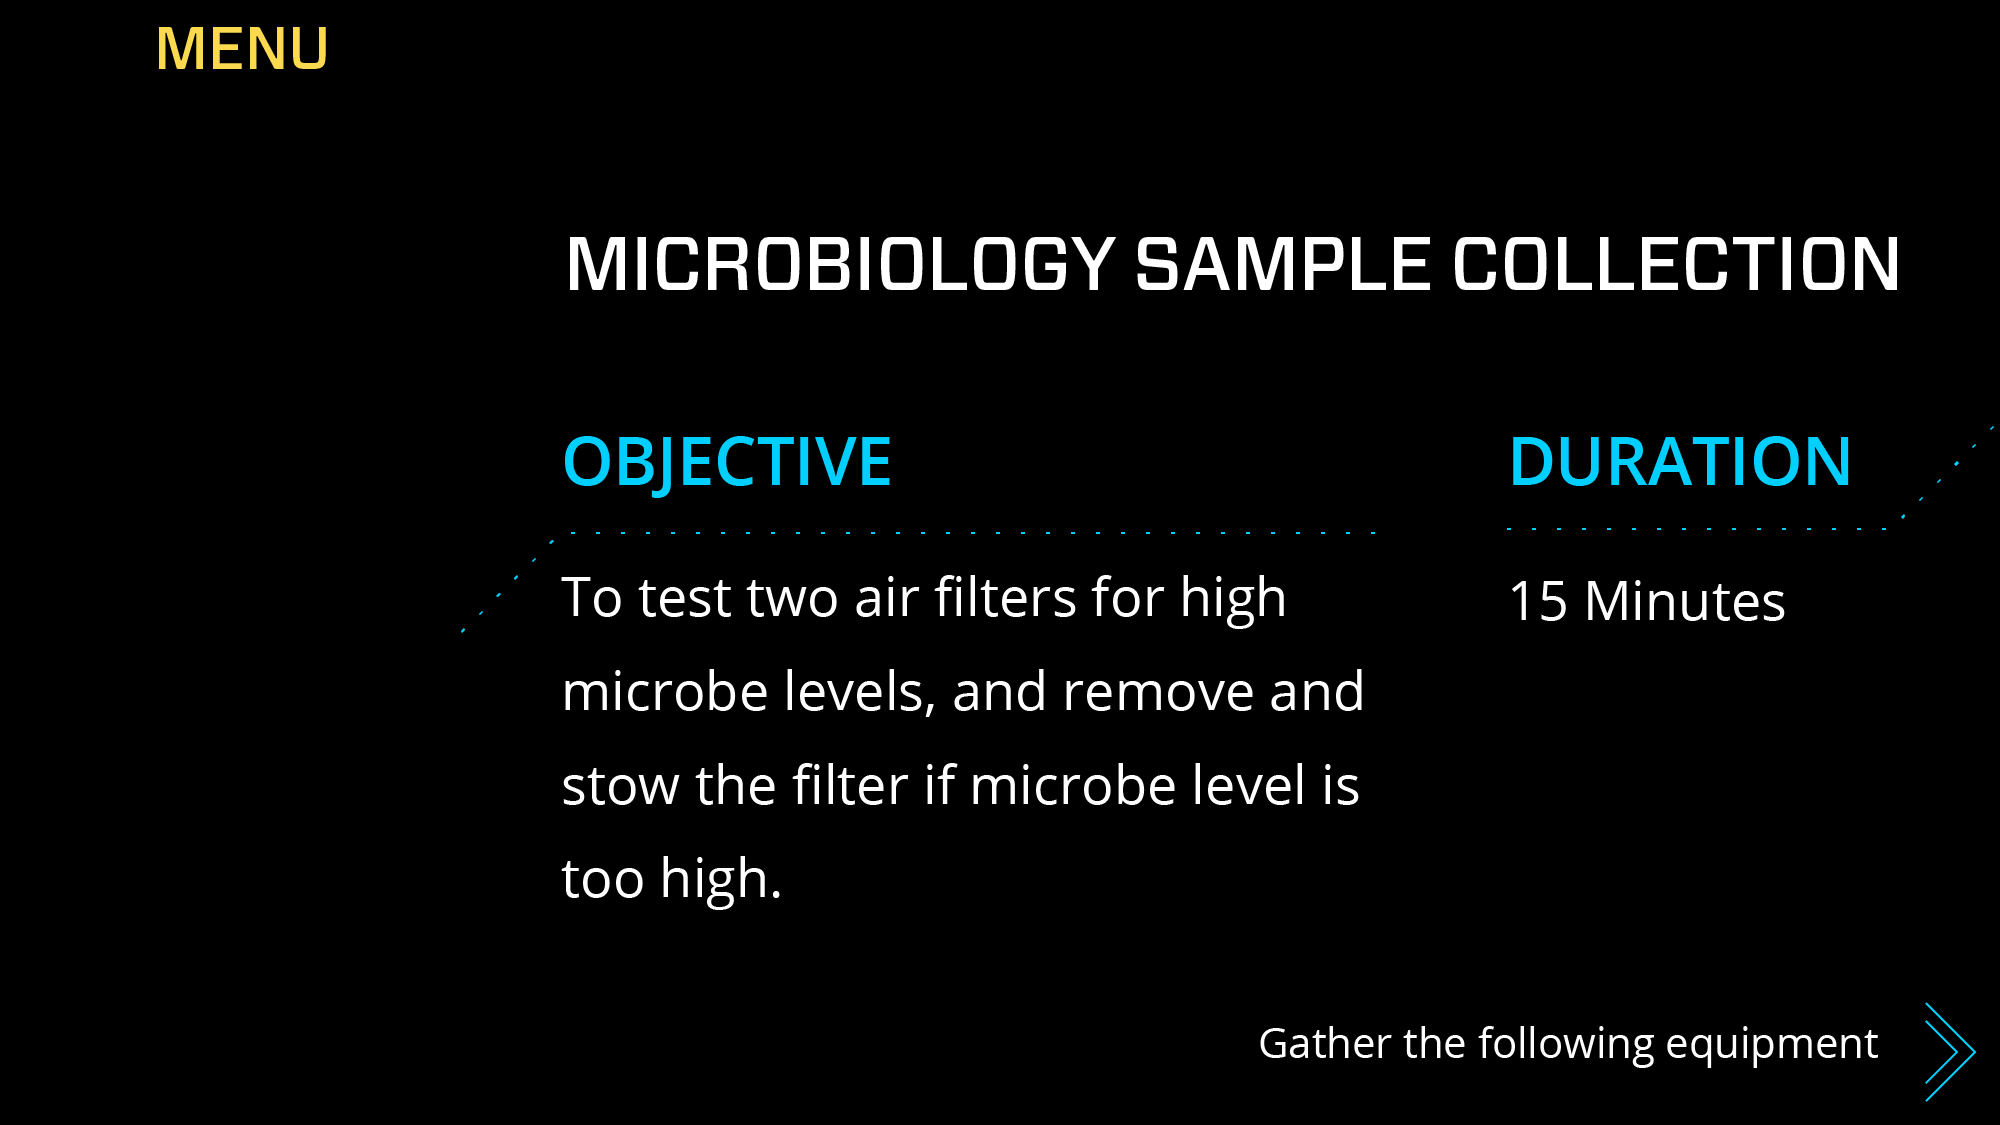 MENU
MICROBIOLOGY SAMPLE COLLECTION
OBJECTIVE
To test two air filters for high
microbe levels, and remove and
stow the filter if microbe level is
too high.
DURATION
15 Minutes
Gather the following equipment